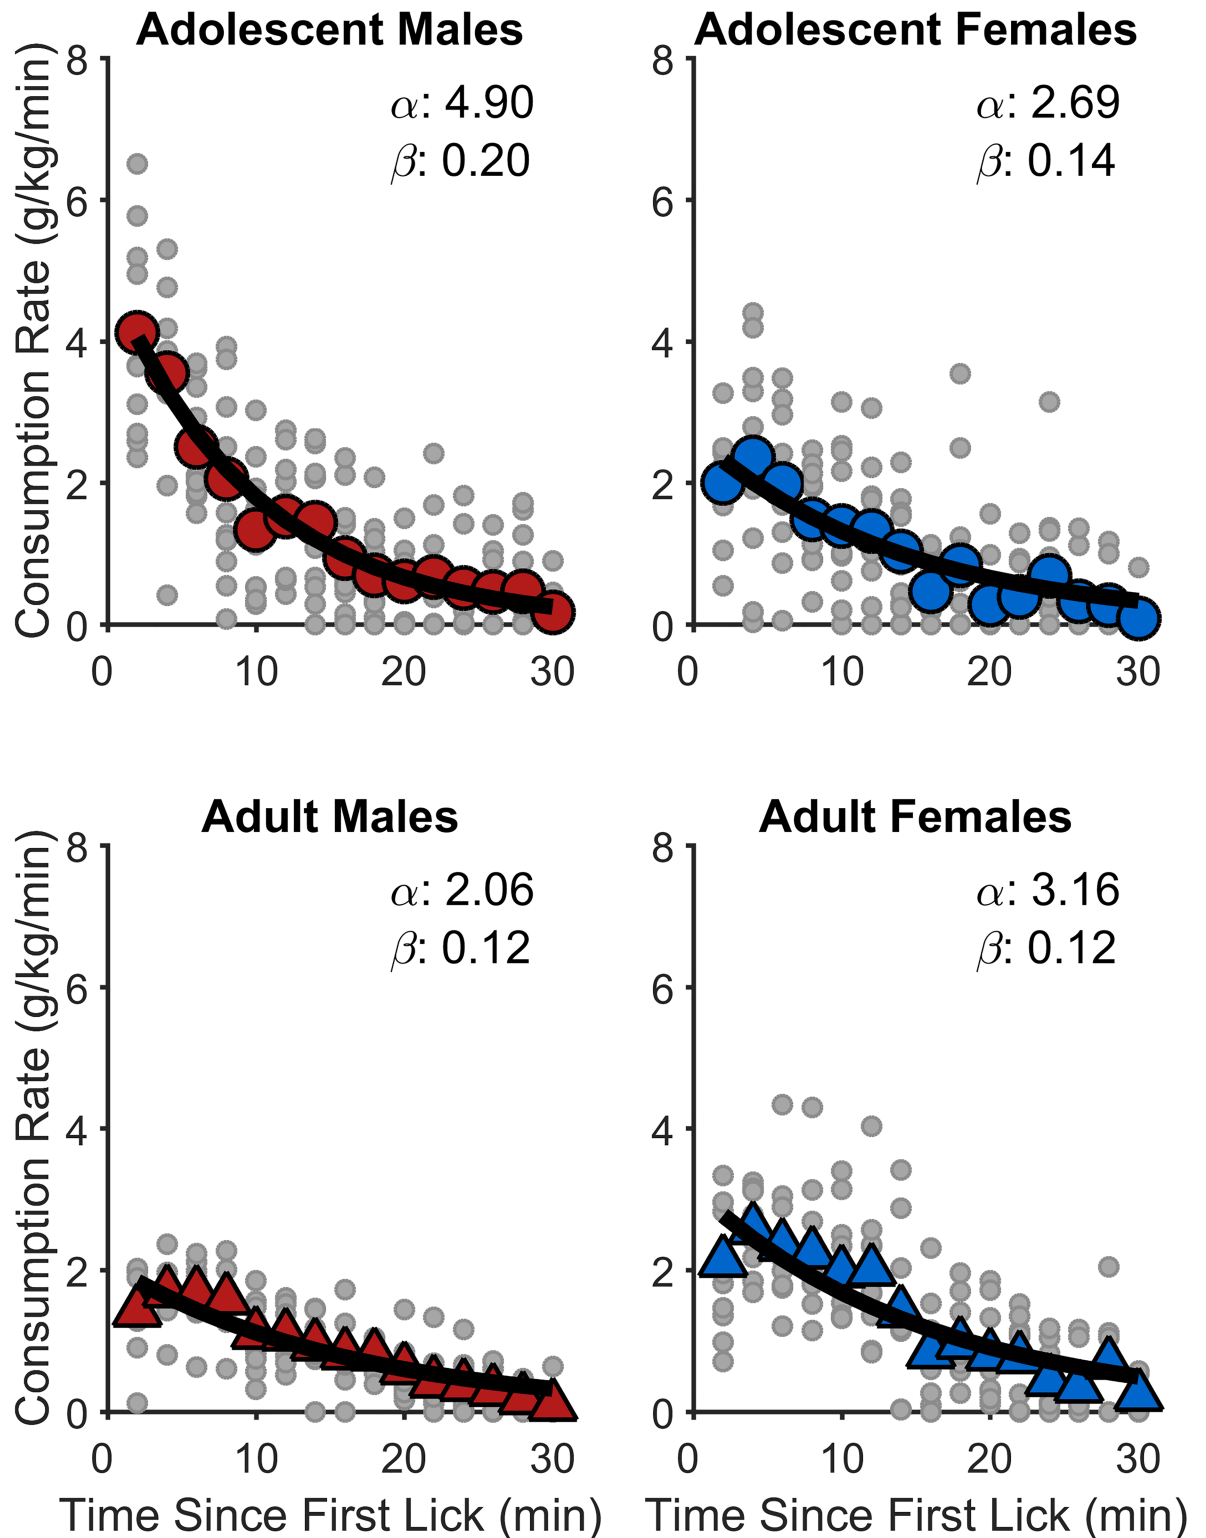 Adolescent Males
Adolescent Females
8
6
4
2
0
Consumption Rate (g/kg/min)
α: 4.90
β: 0.20
0 10 20 30
8
6
4
2
0
α: 2.69
β: 0.14
0 10 20 30
Adult Males
Adult Females
8
6
4
2
0
Consumption Rate (g/kg/min)
α: 2.06
β: 0.12
0 10 20 30
Time Since First Lick (min)
8
6
4
2
0
α: 3.16
β: 0.12
0 10 20 30
Time Since First Lick (min)